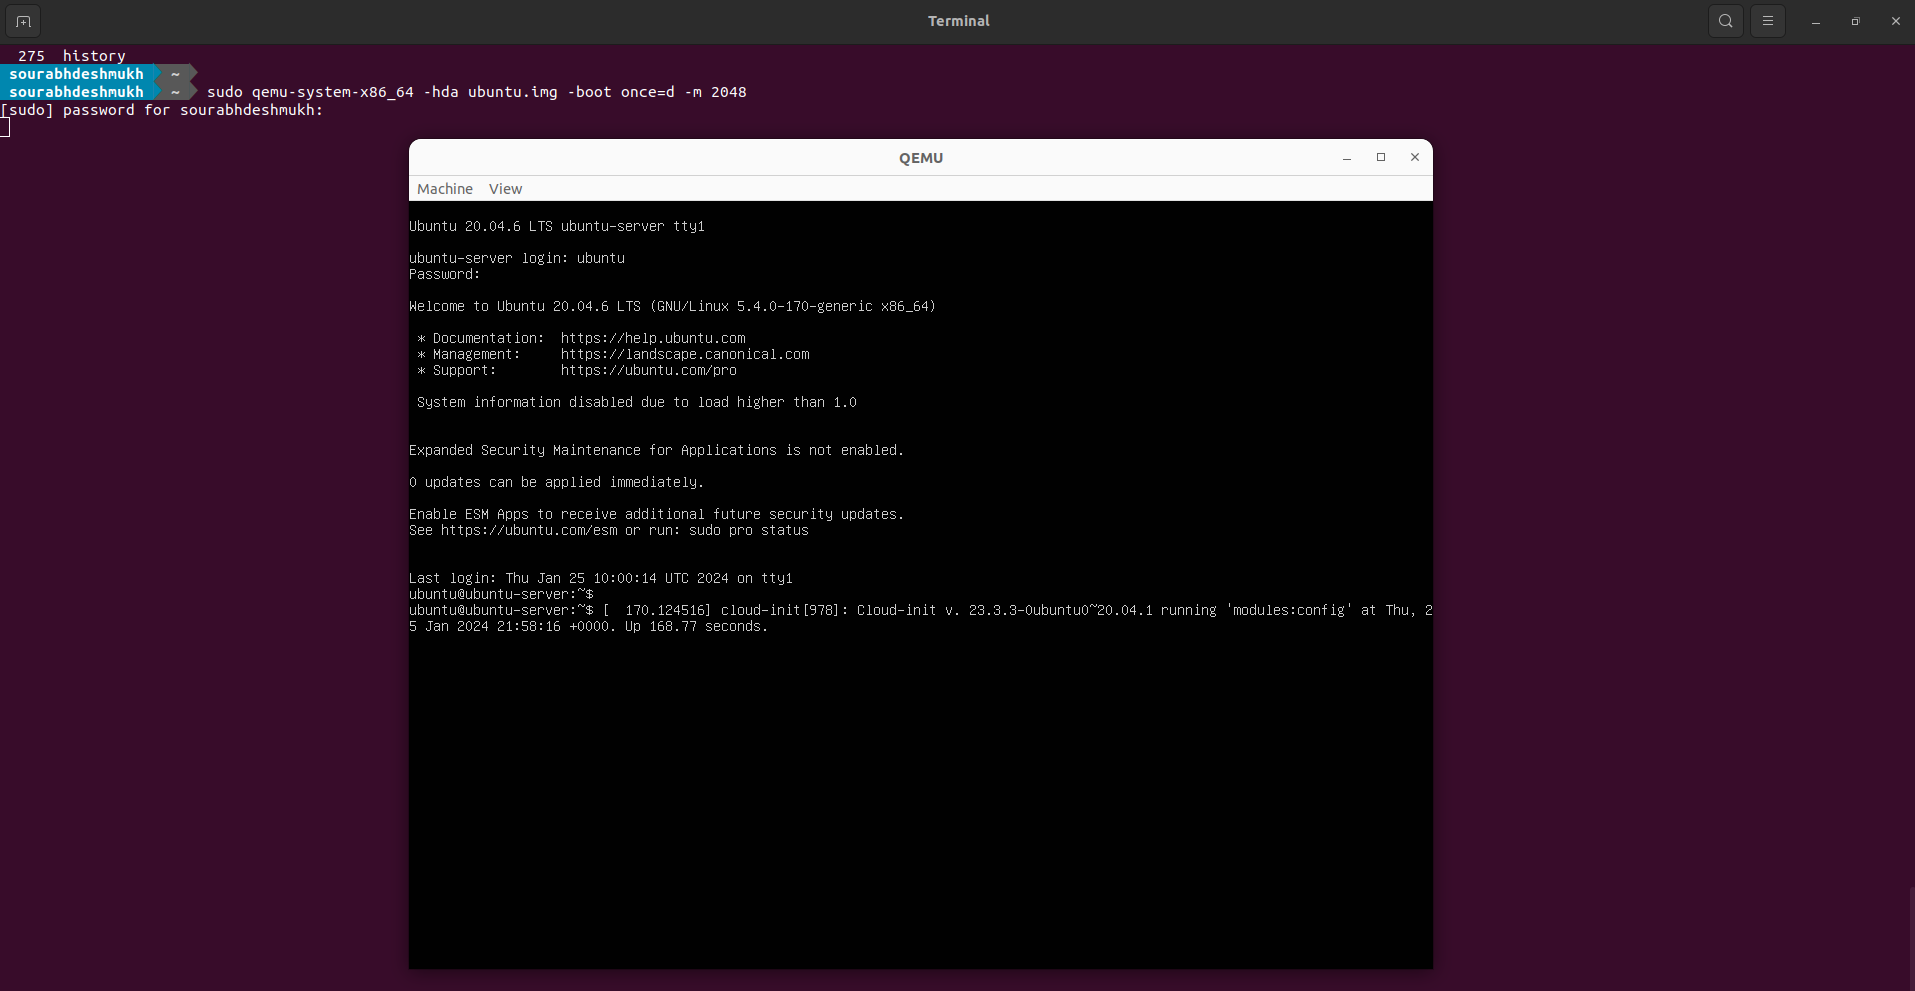 Terminal
275 history
sourabhdeshmukh ~
sourabhdeshmukh ~ sudo qemu-system-x86_64 -hda ubuntu.img -boot once=d -m 2048
[sudo] password for sourabhdeshmukh:
QEMU
Machine View
Ubuntu 20.04.6 LTS ubuntu-server tty1
ubuntu-server login: ubuntu
Password:
Welcome to Ubuntu 20.04.6 LTS (GNU/Linux 5.4.0-170-generic x86_64)
* Documentation: https://help.ubuntu.com
* Management: https://landscape.canonical.com
* Support: https://ubuntu.com/pro
System information disabled due to load higher than 1.0
Expanded Security Maintenance for Applications is not enabled.
0 updates can be applied immediately.
Enable ESM Apps to receive additional future security updates.
See https://ubuntu.com/esm or run: sudo pro status
Last login: Thu Jan 25 10:00:14 UTC 2024 on tty1
ubuntu@ubuntu-server:~$
ubuntu@ubuntu-server:~$ [  170.124516] cloud-init[978]: Cloud-init v. 23.3.3-0ubuntu0~20.04.1 running 'modules:config' at Thu, 2
5 Jan 2024 21:58:16 +0000. Up 168.77 seconds.